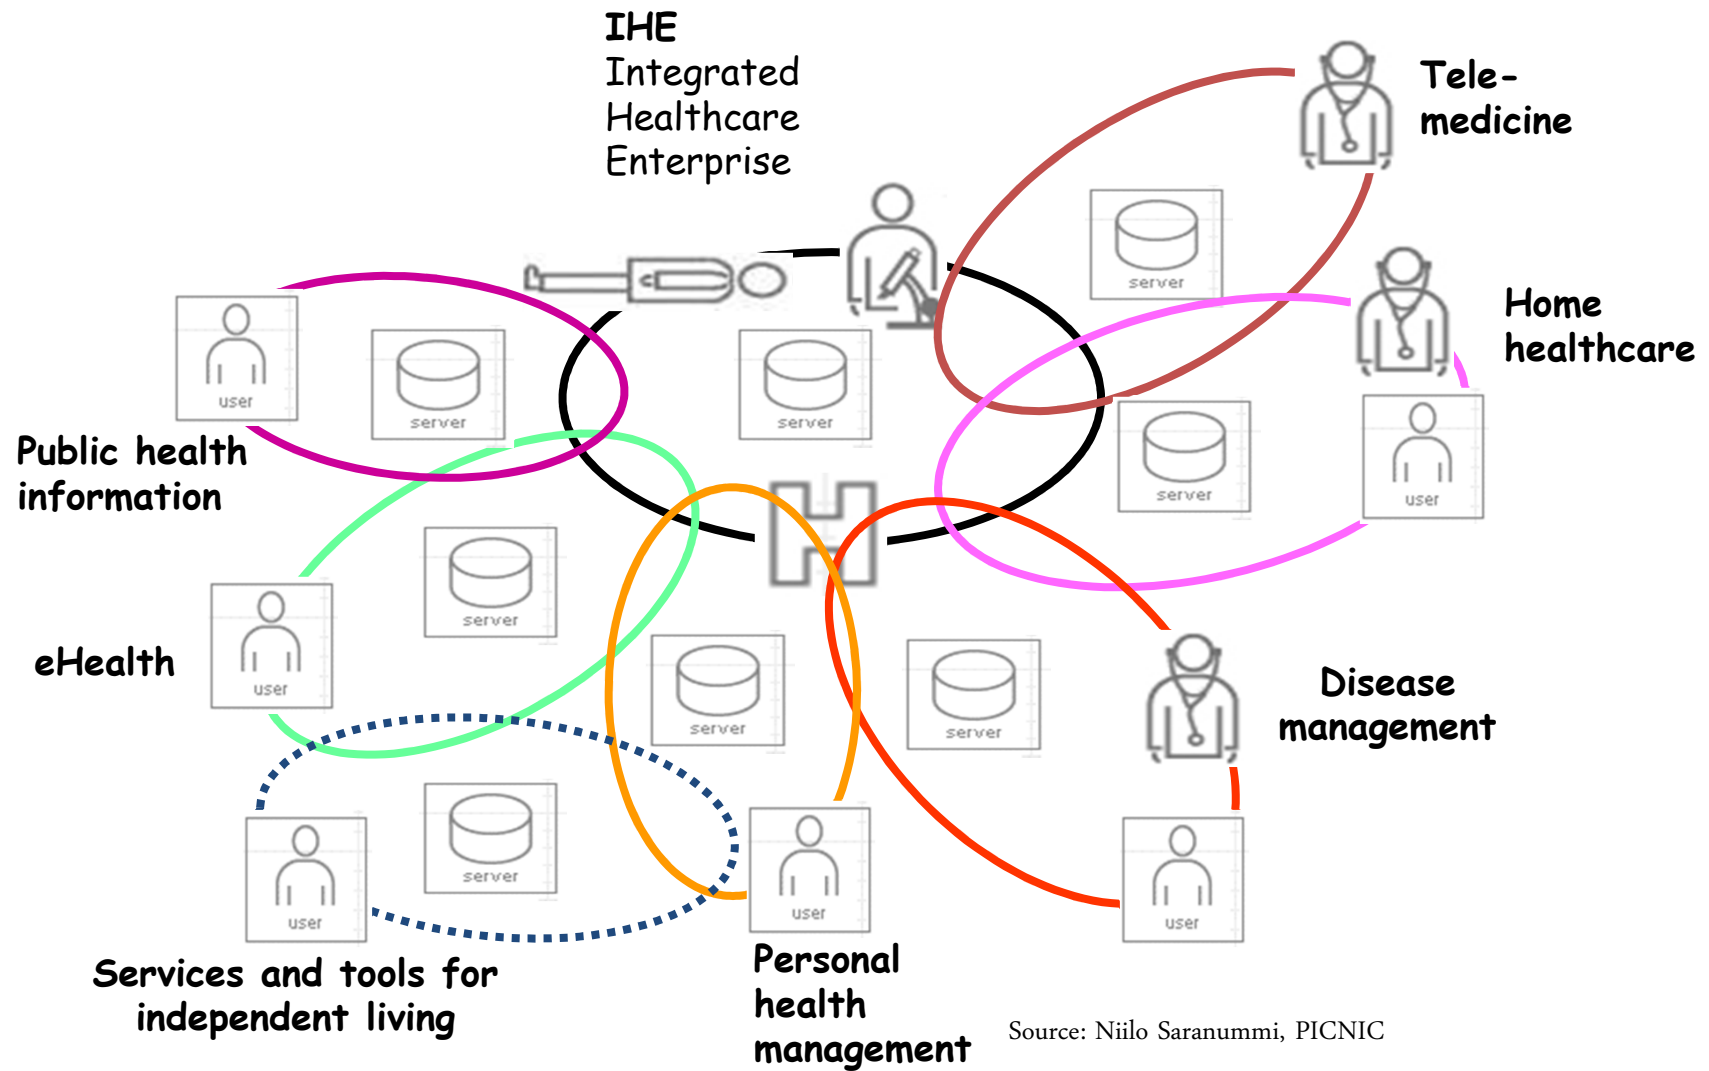 IHE
Integrated
Healthcare
Enterprise
Tele-
medicine
server
Home
healthcare
user
server
server
user
Public health
information
server
user
server
eHealth
user
server
server
Disease
management
server
user
user
user
Services and tools for
independent living
Personal
health
management
Source: Niilo Saranummi, PICNIC